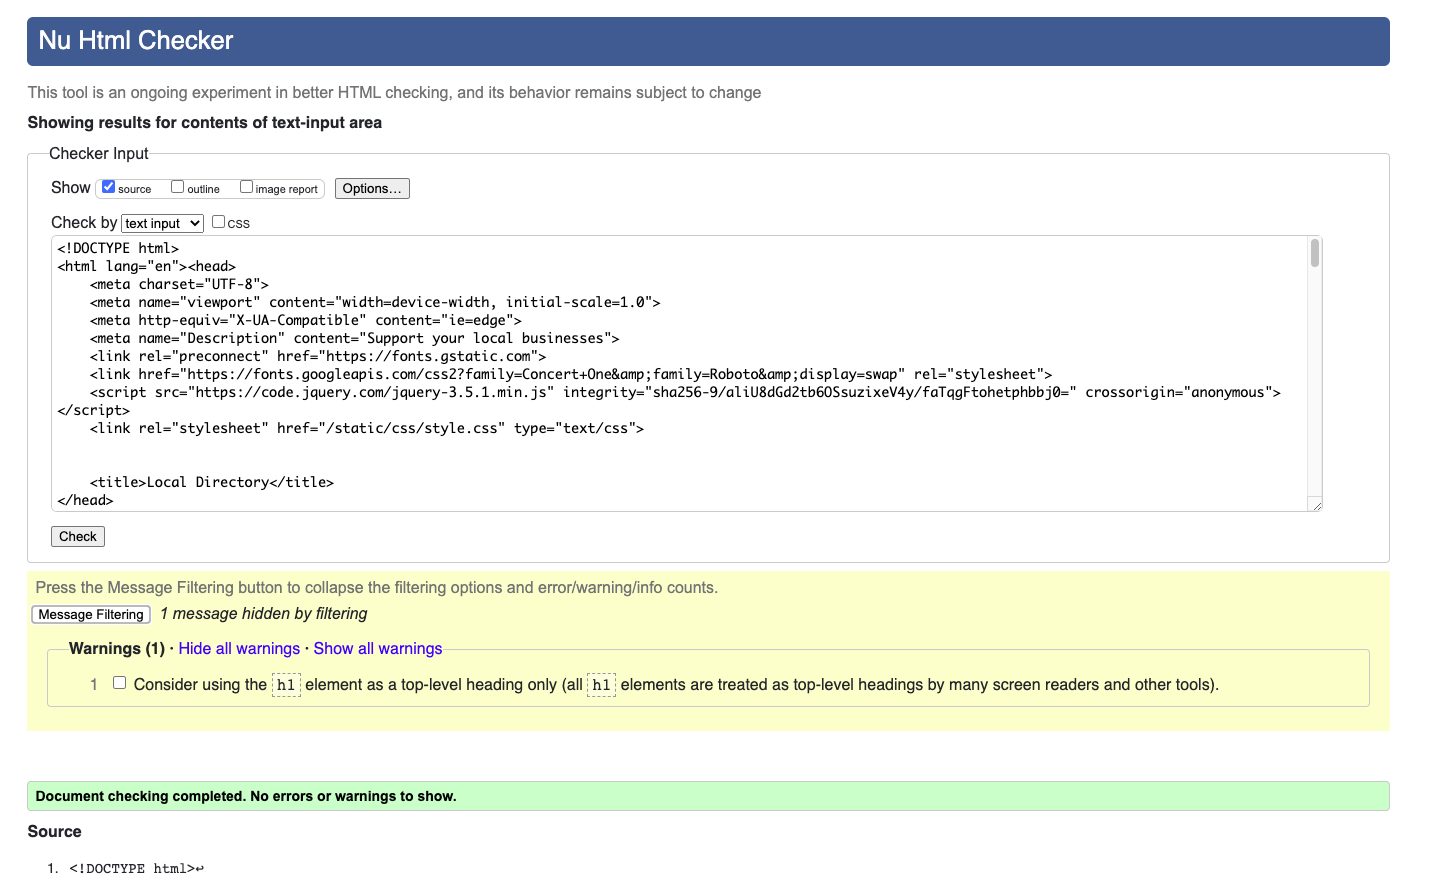 Nu Html Checker
This tool is an ongoing experiment in better HTML checking, and its behavior remains subject to change
Showing results for contents of text-input area
Checker Input
Show source outline image report Options...
Check by text input CSS
<!DOCTYPE html>
<html lang="en"><head>
    <meta charset="UTF-8">
    <meta name="viewport" content="width=device-width, initial-scale=1.0">
    <meta http-equiv="X-UA-Compatible" content="ie=edge">
    <meta name="Description" content="Support your local businesses">
    <link rel="preconnect" href="https://fonts.gstatic.com">
    <link href="https://fonts.googleapis.com/css2?family=Concert+One&amp;family=Roboto&amp;display=swap" rel="stylesheet">
    <script src="https://code.jquery.com/jquery-3.5.1.min.js" integrity="sha256-9/aliU8dGd2tb6OSsuzixeV4y/faTqgFtohetphbbj0=" crossorigin="anonymous">
</script>
    <link rel="stylesheet" href="/static/css/style.css" type="text/css">
    <title>Local Directory</title>
</head>
Check
Press the Message Filtering button to collapse the filtering options and error/warning/info counts.
Message Filtering 1 message hidden by filtering
Warnings (1) · Hide all warnings · Show all warnings
1 Consider using the h1 element as a top-level heading only (all h1 elements are treated as top-level headings by many screen readers and other tools).
Document checking completed. No errors or warnings to show.
Source
1. <!DOCTYPE html>↩